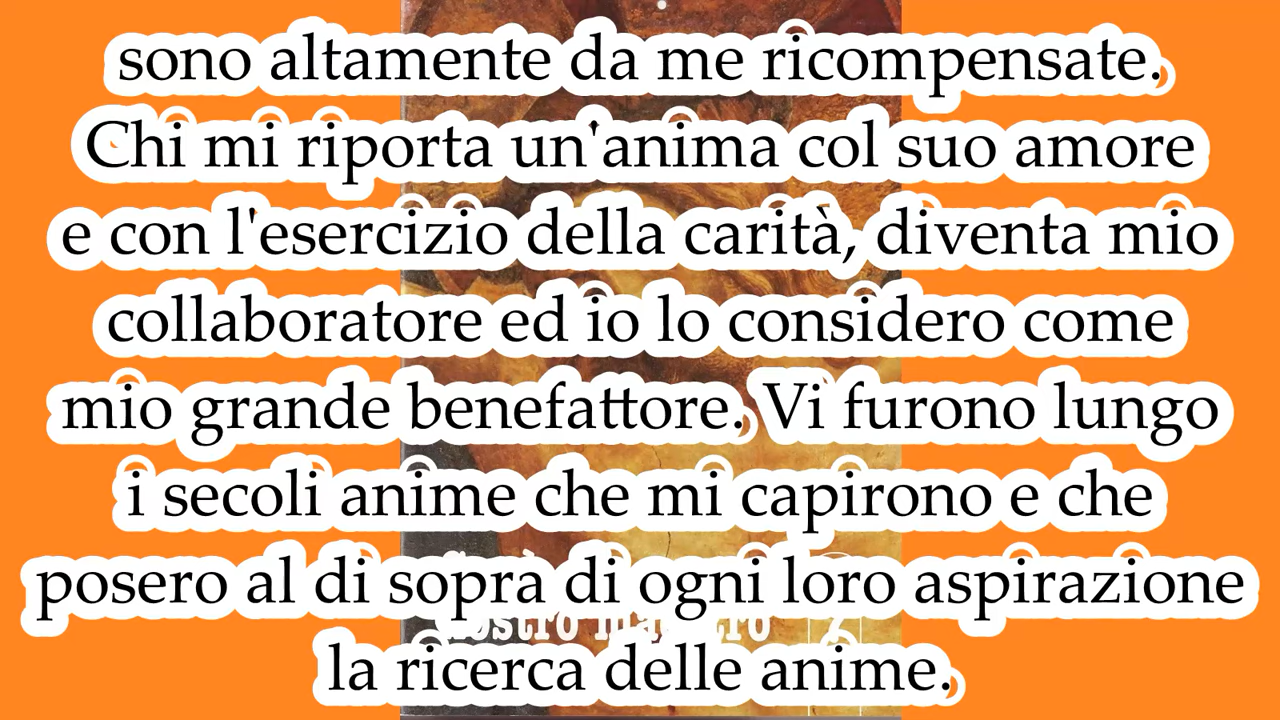 sono altamente da me ricompensate.
Chi mi riporta un'anima col suo amore
e con l'esercizio della carità, diventa mio
collaboratore ed io lo considero come
mio grande benefattore. Vi furono lungo
i secoli anime che mi capirono e che
posero al di sopra di ogni loro aspirazione
la ricerca delle anime.